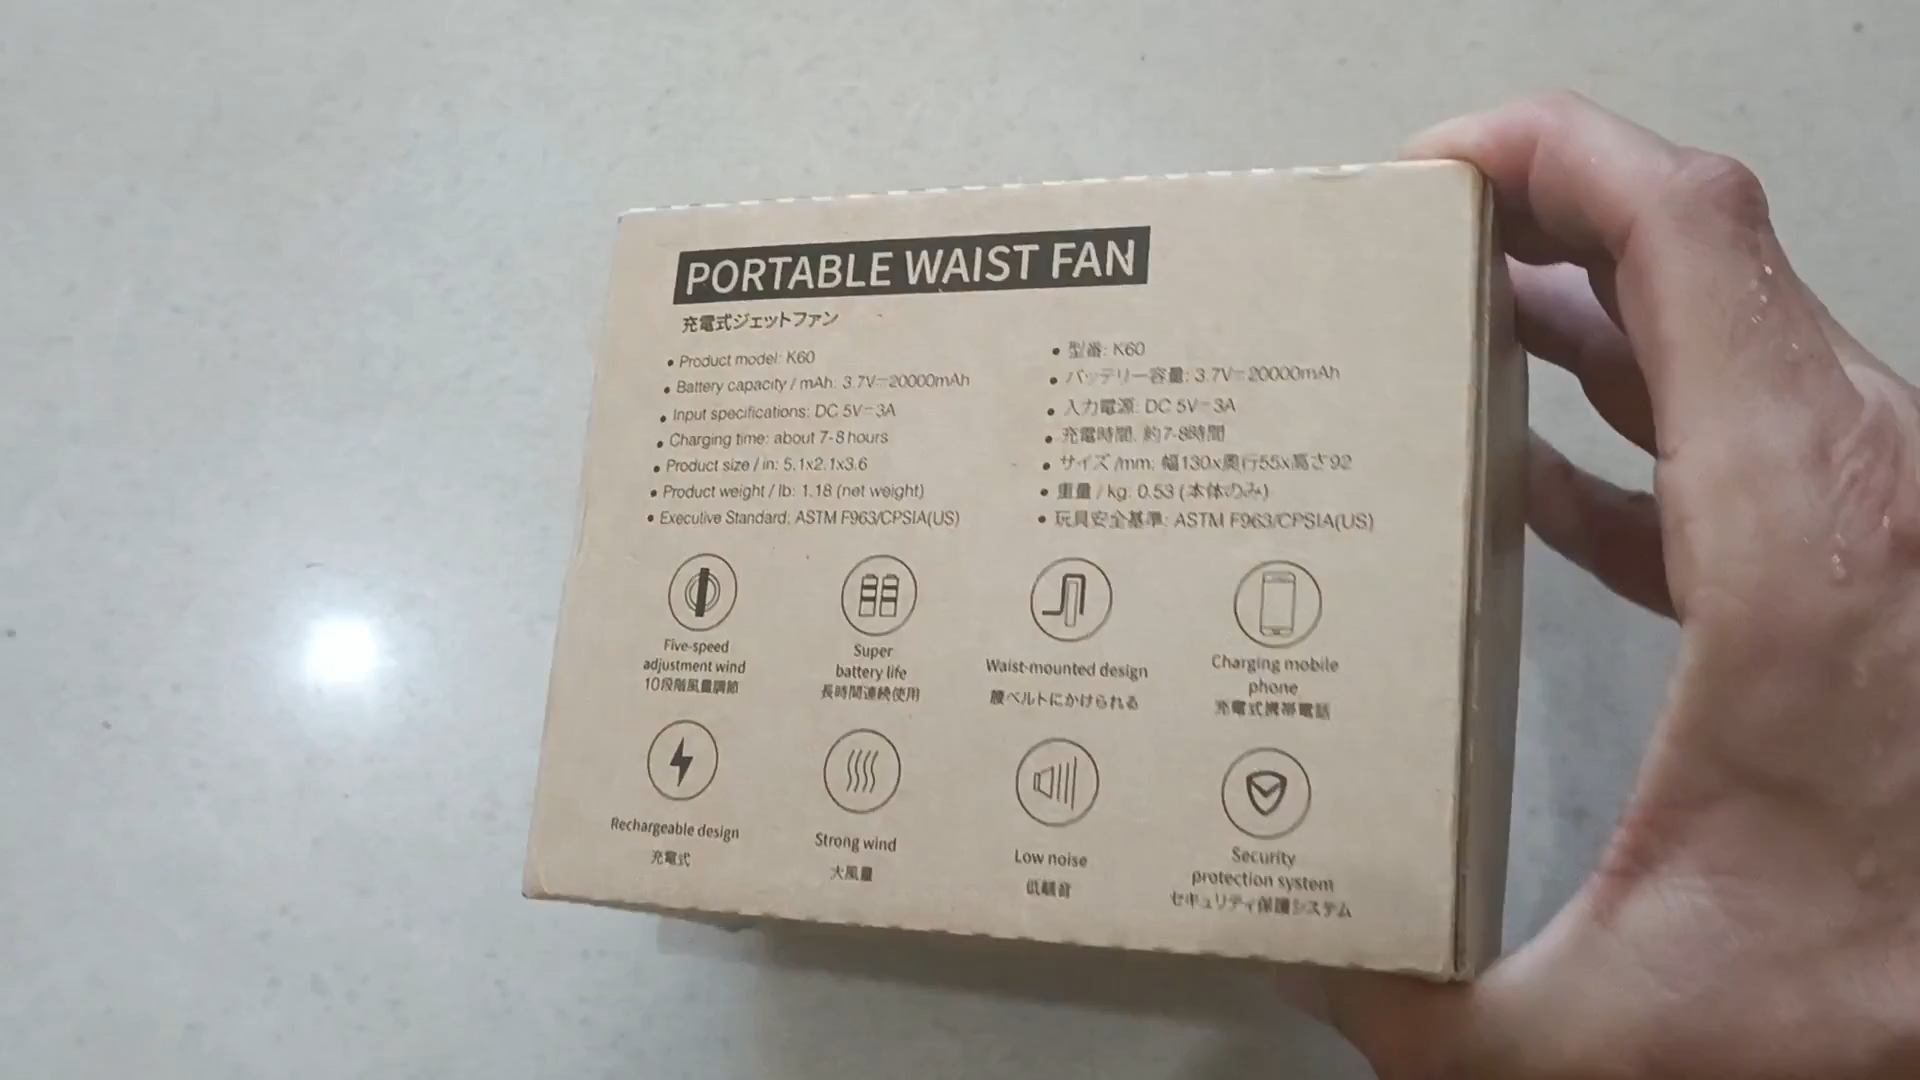 PORTABLE WAIST FAN
充電式ジェットファン
• Product model: K60
• Battery capacity / mAh: 3.7V⎓20000mAh
• Input specifications: DC 5V⎓3A
• Charging time: about 7-8 hours
• Product size / in: 5.1x2.1x3.6
• Product weight / lb: 1.18 (net weight)
• Executive Standard: ASTM F963/CPSIA(US)
• 型番: K60
• バッテリー容量: 3.7V⎓20000mAh
• 入力電源: DC 5V⎓3A
• 充電時間: 約7-8時間
• サイズ /mm: 幅130x奥行55x高さ92
• 重量 / kg: 0.53 (本体のみ)
• 玩具安全基準: ASTM F963/CPSIA(US)
Five-speed
adjustment wind
10段階風量調節
Super
battery life
長時間連続使用
Waist-mounted design
腰ベルトにかけられる
Charging mobile
phone
充電式携帯電話
Rechargeable design
充電式
Strong wind
大風量
Low noise
低騒音
Security
protection system
セキュリティ保護システム